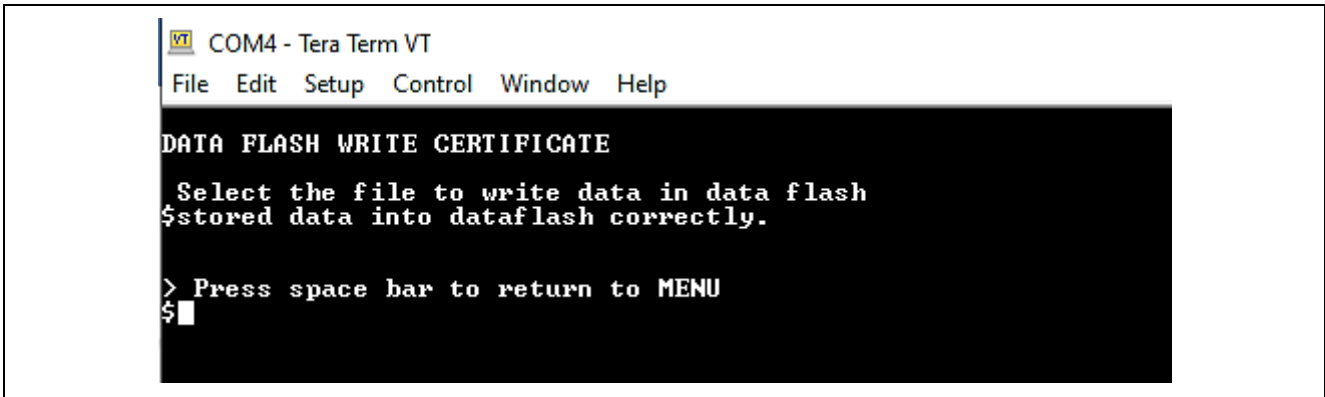 VT COM4 - Tera Term VT
File Edit Setup Control Window Help
DATA FLASH WRITE CERTIFICATE
Select the file to write data in data flash
$stored data into dataflash correctly.
> Press space bar to return to MENU
$